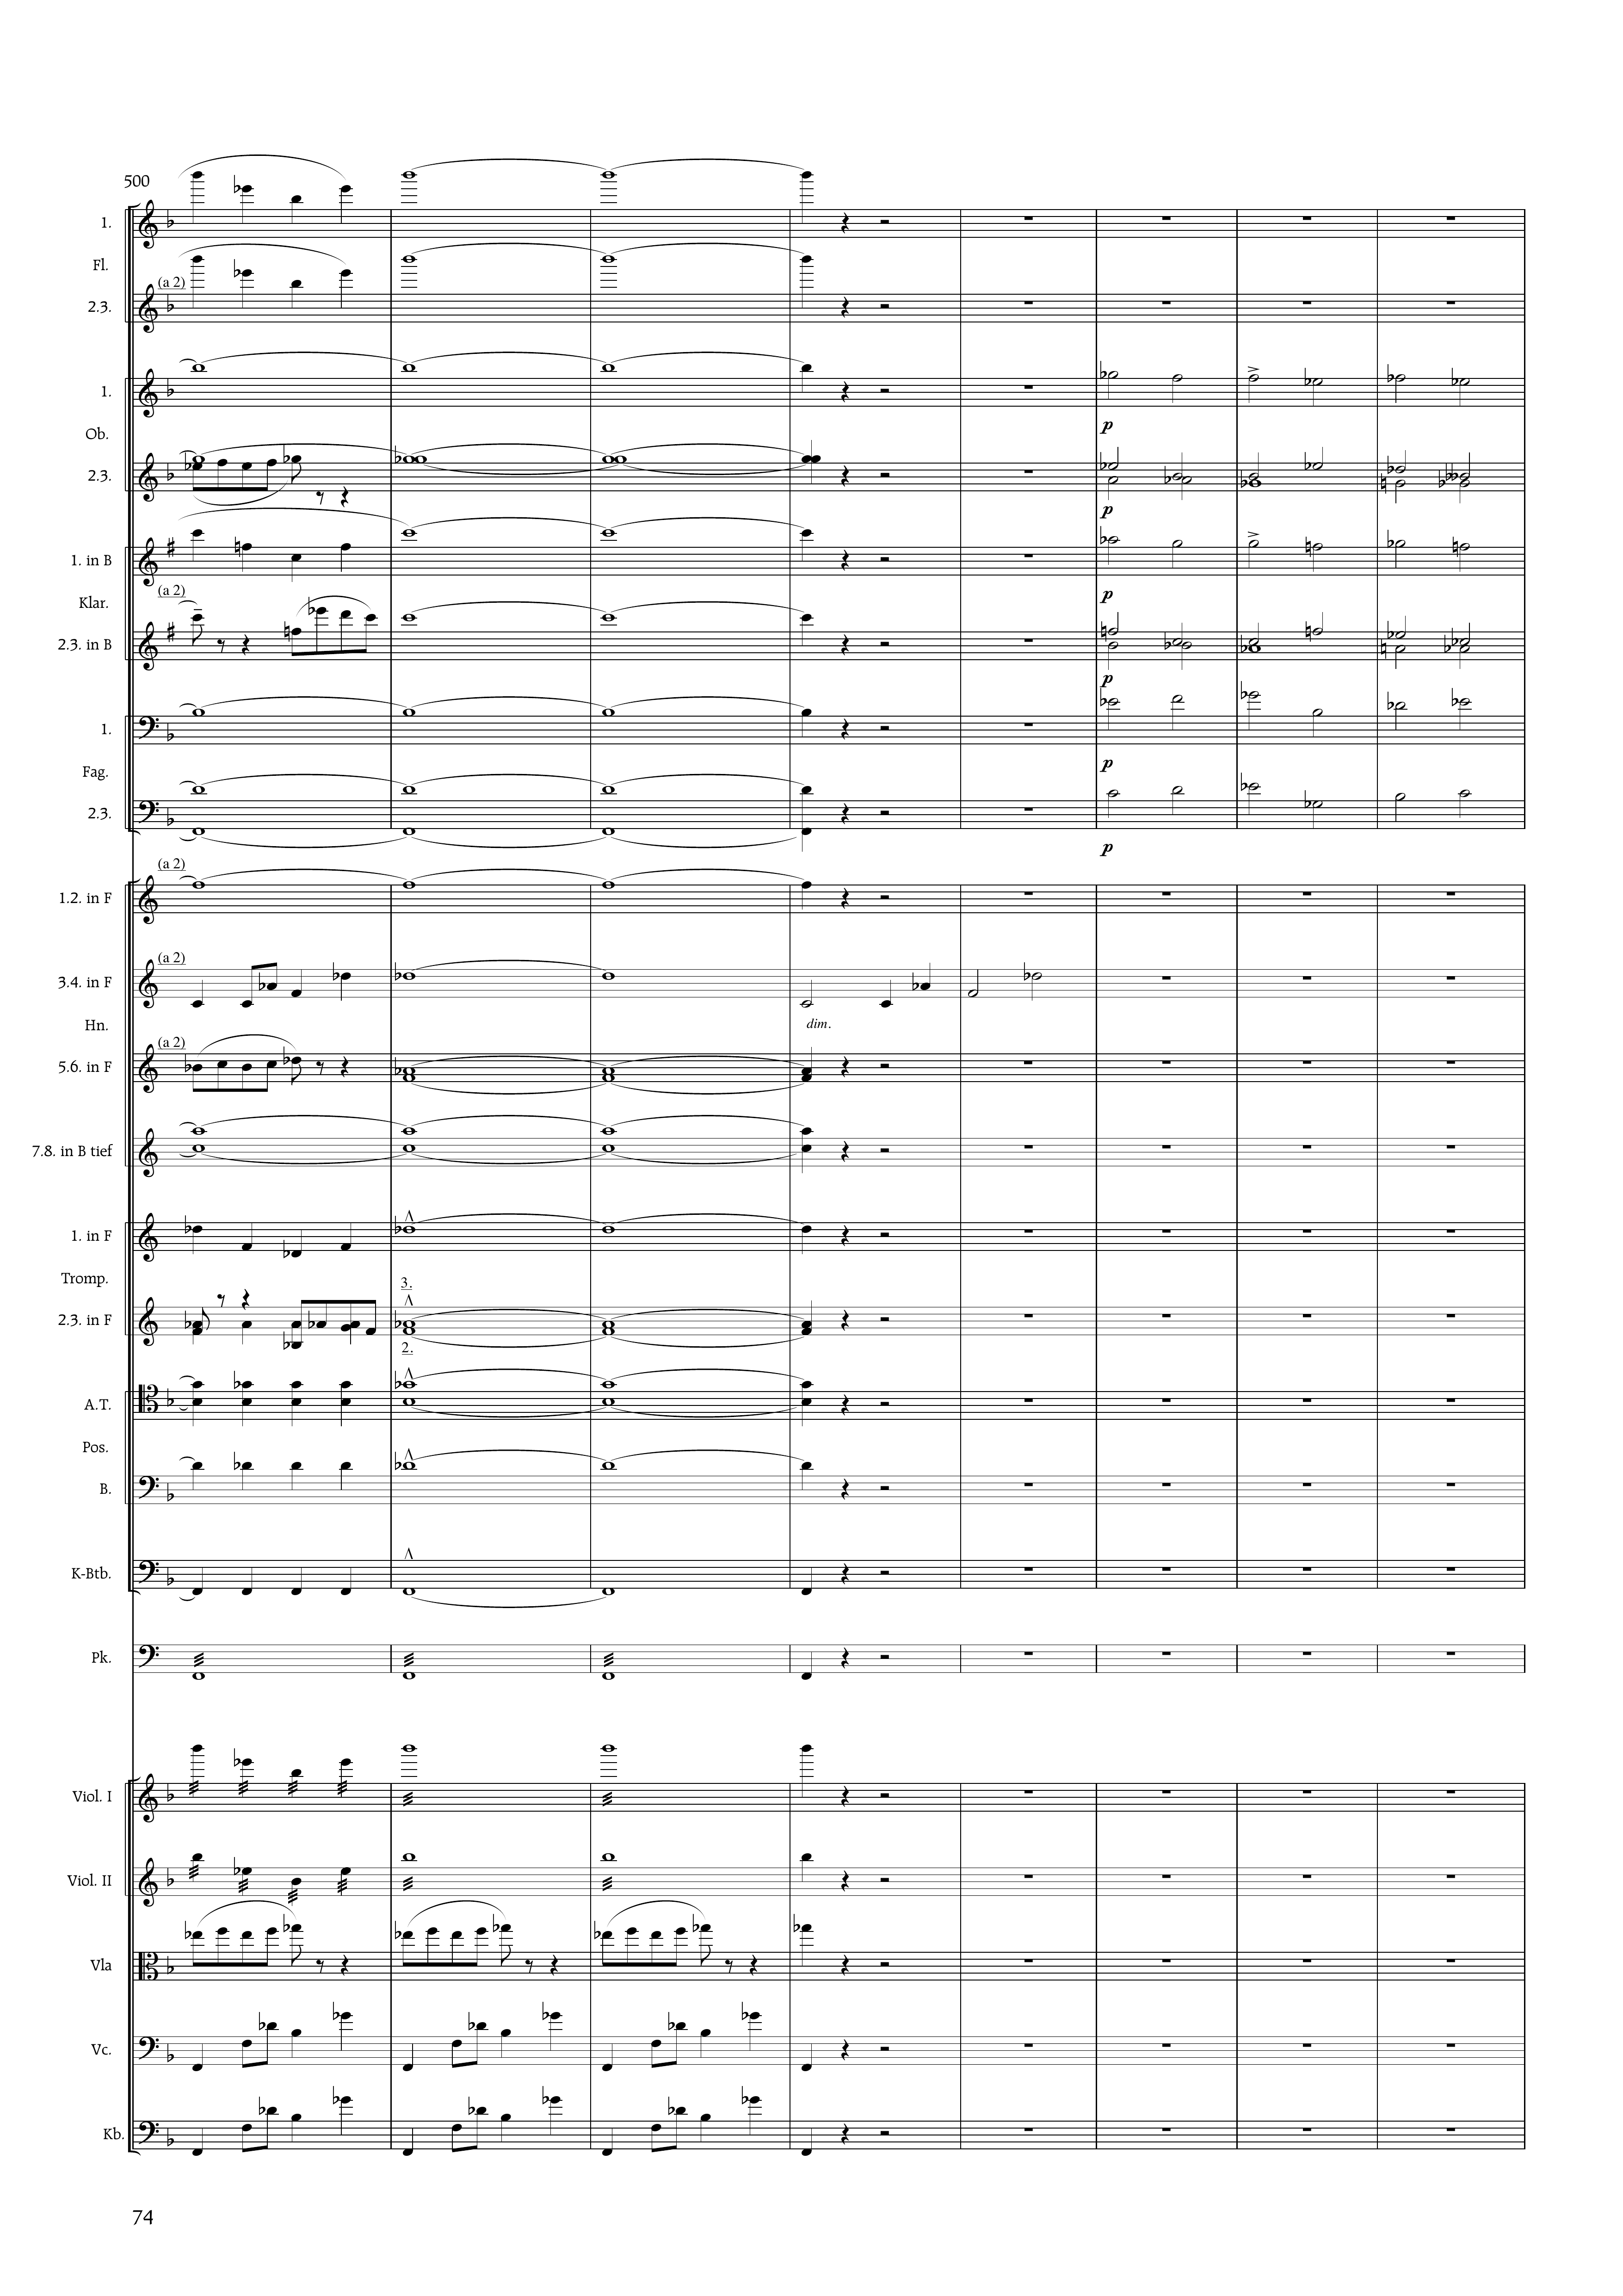 500
1.
Fl.
(a 2)
2.3.
1.
p
Ob.
2.3.
p
1. in B
(a 2)
p
Klar.
2.3. in B
p
1.
p
Fag.
2.3.
p
(a 2)
1.2. in F
(a 2)
3.4. in F
dim.
Hn.
(a 2)
5.6. in F
7.8. in B tief
1. in F
Tromp.
3.
2.3. in F
2.
A.T.
Pos.
B.
K-Btb.
Pk.
Viol. I
Viol. II
Vla
Vc.
Kb.
74